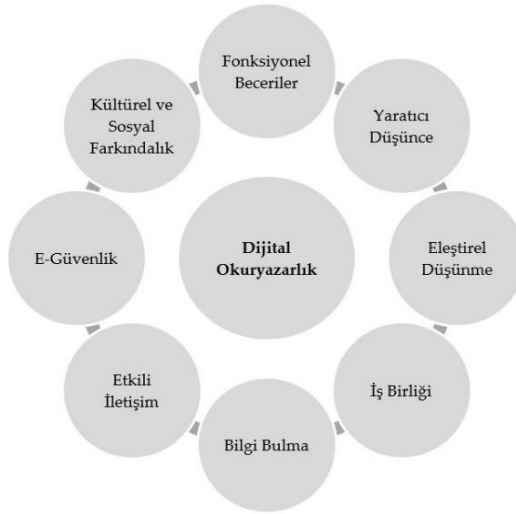 Fonksiyonel
Beceriler
Yaratıcı
Düşünce
Eleştirel
Düşünme
İş Birliği
Bilgi Bulma
Etkili
İletişim
E-Güvenlik
Kültürel ve
Sosyal
Farkındalık
Dijital
Okuryazarlık